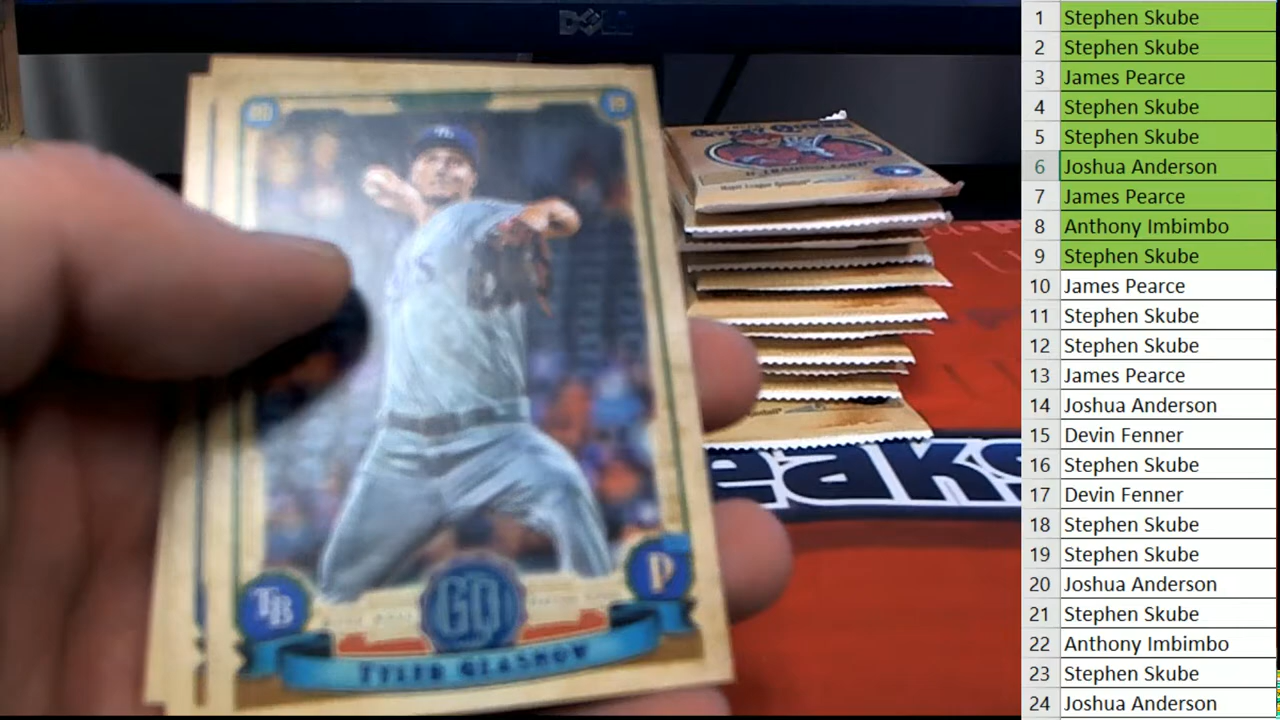 DELL
19
TB
GQ
P
TYLER GLASNOW
eaks
1 Stephen Skube
2 Stephen Skube
3 James Pearce
4 Stephen Skube
5 Stephen Skube
6 Joshua Anderson
7 James Pearce
8 Anthony Imbimbo
9 Stephen Skube
10 James Pearce
11 Stephen Skube
12 Stephen Skube
13 James Pearce
14 Joshua Anderson
15 Devin Fenner
16 Stephen Skube
17 Devin Fenner
18 Stephen Skube
19 Stephen Skube
20 Joshua Anderson
21 Stephen Skube
22 Anthony Imbimbo
23 Stephen Skube
24 Joshua Anderson